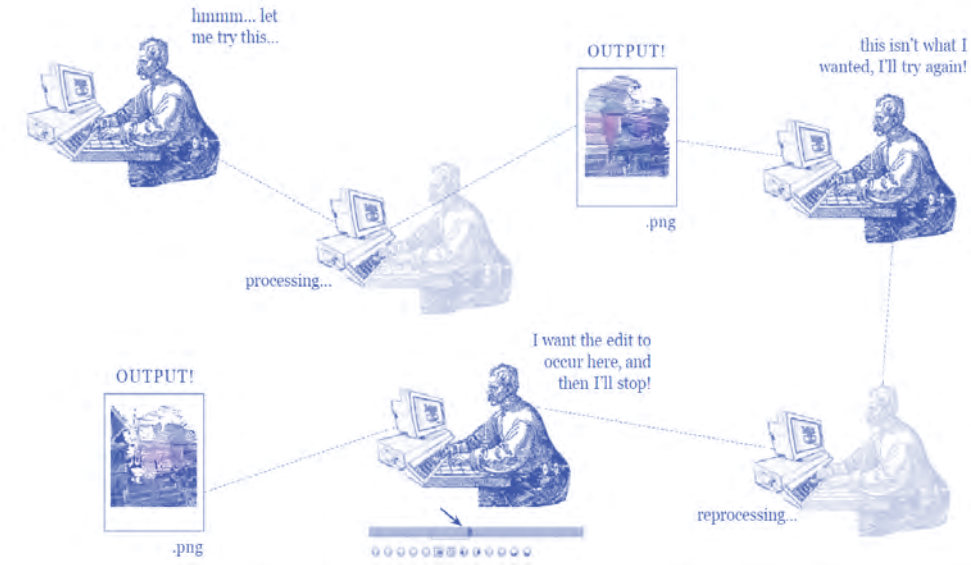 hmmm... let
me try this...
processing...
OUTPUT!
.png
this isn't what I
wanted, I'll try again!
reprocessing...
I want the edit to
occur here, and
then I'll stop!
OUTPUT!
.png